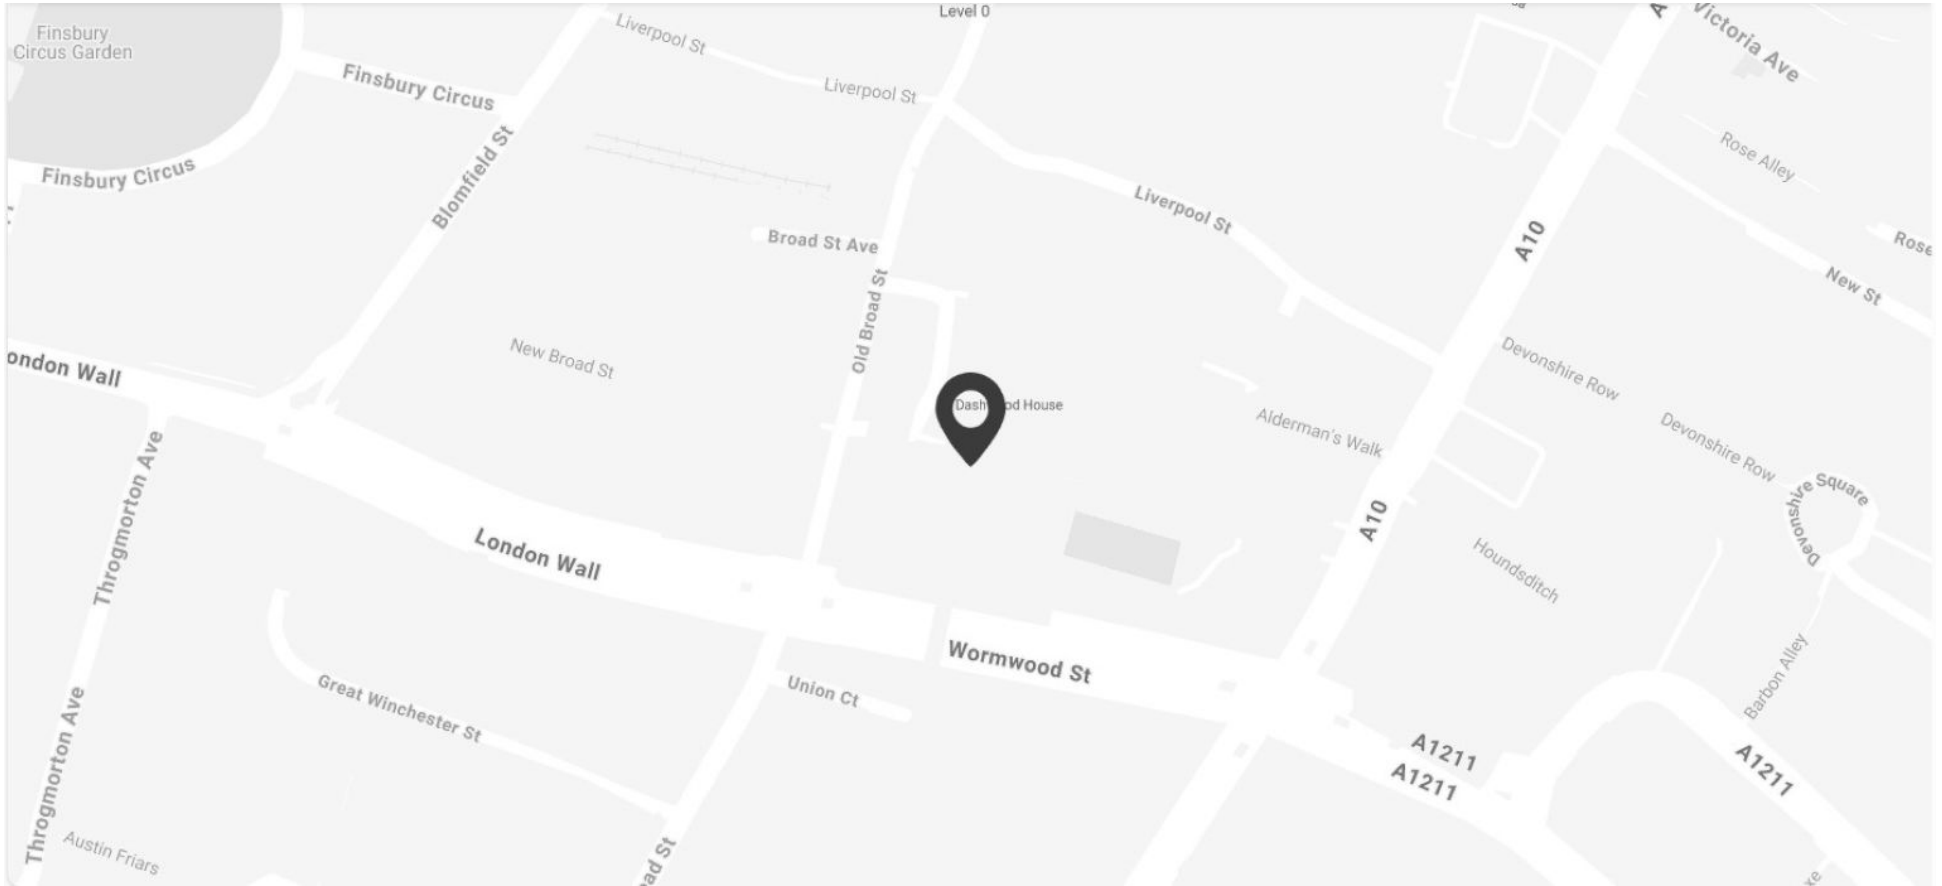 Level 0
Victoria Ave
Finsbury
Circus Garden
Liverpool St
Finsbury Circus
Liverpool St
Rose Alley
Finsbury Circus
Blomfield St
Liverpool St
Broad St Ave
A10
Rose
New St
Old Broad St
New Broad St
London Wall
Devonshire Row
House
Alderman's Walk
Devonshire Row
Devonshire Square
A10
London Wall
Throgmorton Ave
Houndsditch
Wormwood St
Barbon Alley
Union Ct
Great Winchester St
A1211
A1211
A1211
Throgmorton Ave
Austin Friars
St